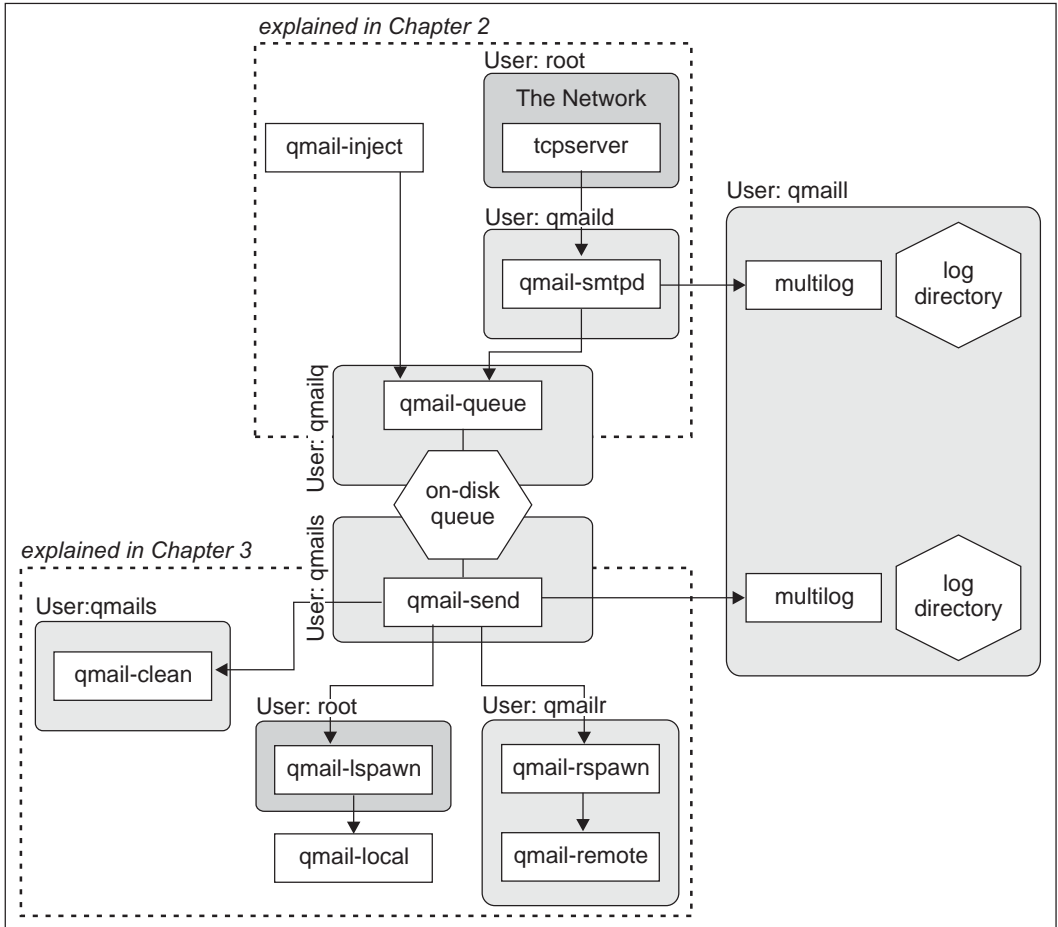 explained in Chapter 2
User: root
The Network
tcpserver
qmail-inject
User: qmaild
qmail-smtpd
User: qmaill
multilog
log
directory
User: qmailq
qmail-queue
on-disk
queue
User: qmails
qmail-send
multilog
log
directory
explained in Chapter 3
User:qmails
qmail-clean
User: root
qmail-lspawn
qmail-local
User: qmailr
qmail-rspawn
qmail-remote